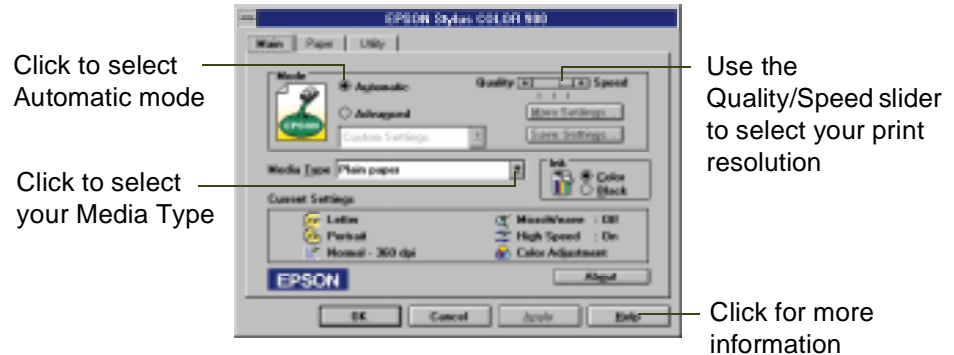 EPSON Stylus COLOR 900
Main Paper Utility
Click to select
Automatic mode
Mode
Automatic
Advanced
Custom Settings
EPSON
Quality Speed
More Settings...
Save Settings...
Use the
Quality/Speed slider
to select your print
resolution
Click to select
your Media Type
Media Type Plain paper
Ink
Color
Black
Current Settings
Letter
Portrait
Normal - 360 dpi
MicroWeave : Off
High Speed : On
Color Adjustment
EPSON
About
OK Cancel Apply Help
Click for more
information